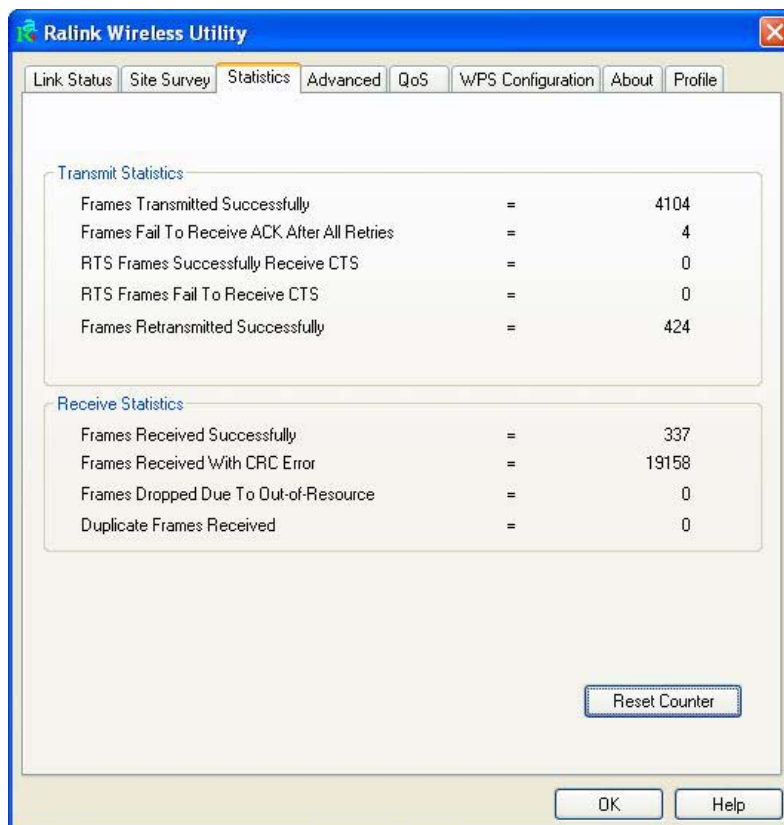 Ralink Wireless Utility
Link Status Site Survey Statistics Advanced QoS WPS Configuration About Profile
Transmit Statistics
Frames Transmitted Successfully = 4104
Frames Fail To Receive ACK After All Retries = 4
RTS Frames Successfully Receive CTS = 0
RTS Frames Fail To Receive CTS = 0
Frames Retransmitted Successfully = 424
Receive Statistics
Frames Received Successfully = 337
Frames Received With CRC Error = 19158
Frames Dropped Due To Out-of-Resource = 0
Duplicate Frames Received = 0
Reset Counter
OK Help